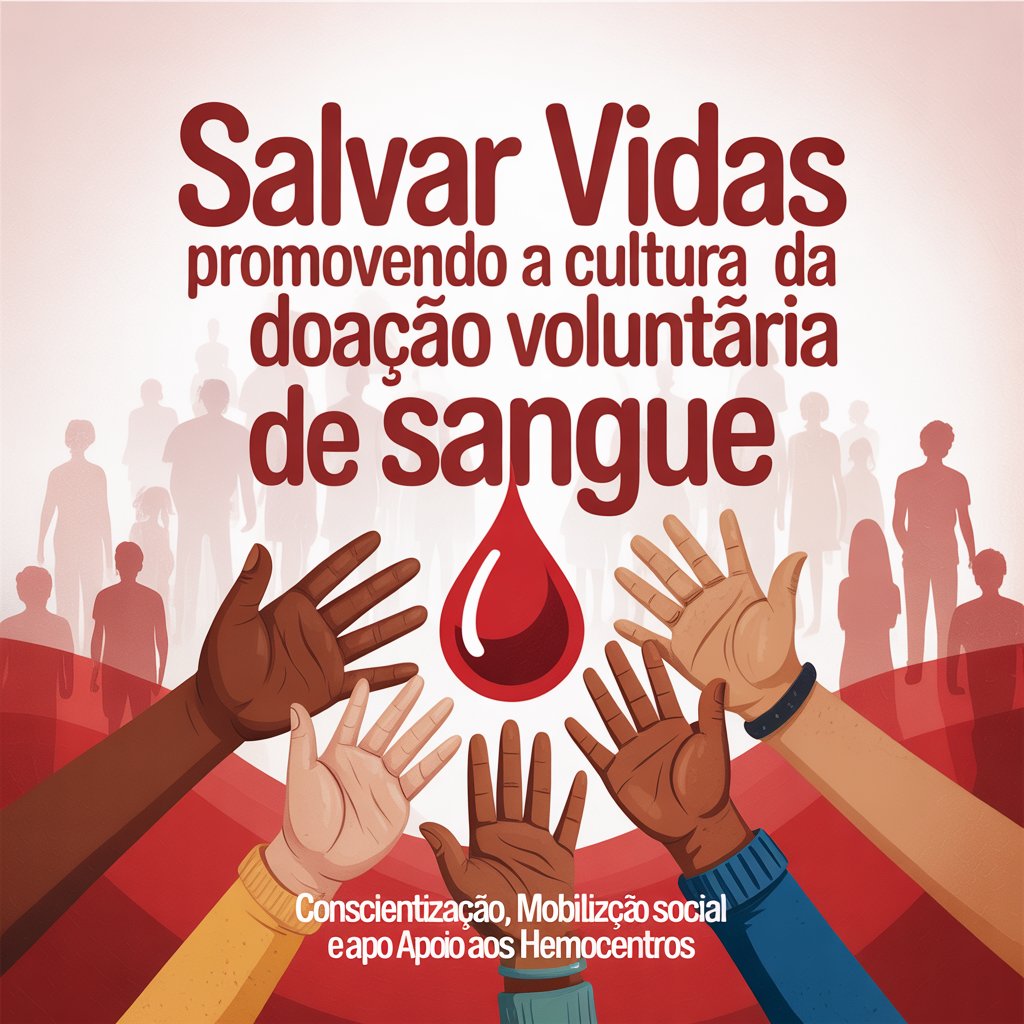 Salvar Vidas
promovendo a cultura da
doação voluntãria
de sangue
Conscientização, Mobilizção social
e apo Apoio aos Hemocentros